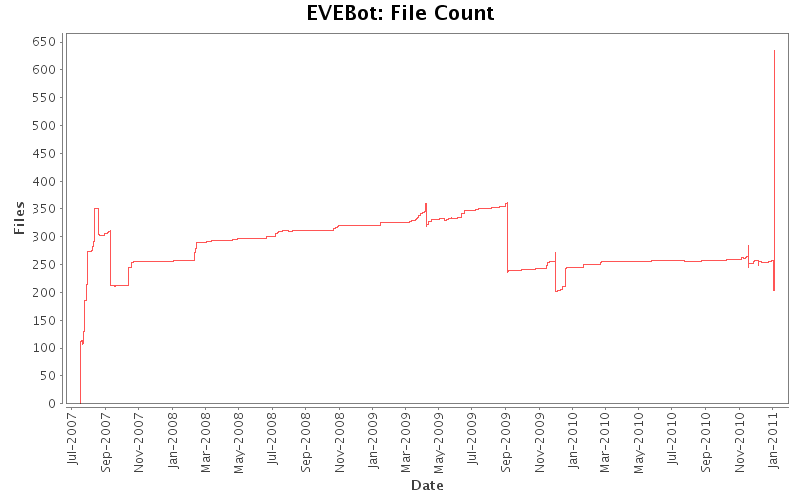 EVEBot: File Count
Files
650
600
550
500
450
400
350
300
250
200
150
100
50
0
Jul-2007
Sep-2007
Nov-2007
Jan-2008
Mar-2008
May-2008
Jul-2008
Sep-2008
Nov-2008
Jan-2009
Mar-2009
May-2009
Jul-2009
Sep-2009
Nov-2009
Jan-2010
Mar-2010
May-2010
Jul-2010
Sep-2010
Nov-2010
Jan-2011
Date